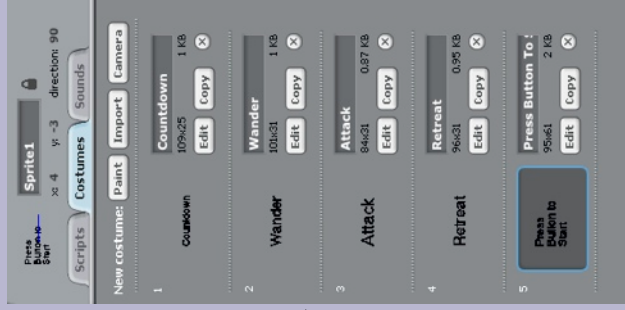 Press
Button to
Start
Sprite1
x: 4 y: -3 direction: 90
Scripts Costumes Sounds
New costume: Paint Import Camera
1
Countdown
Countdown
109x25 1 KB
Edit Copy
2
Wander
Wander
101x31 1 KB
Edit Copy
3
Attack
Attack
84x31 0.87 KB
Edit Copy
4
Retreat
Retreat
96x31 0.95 KB
Edit Copy
5
Press
Button to
Start
Press Button To S
95x61 2 KB
Edit Copy